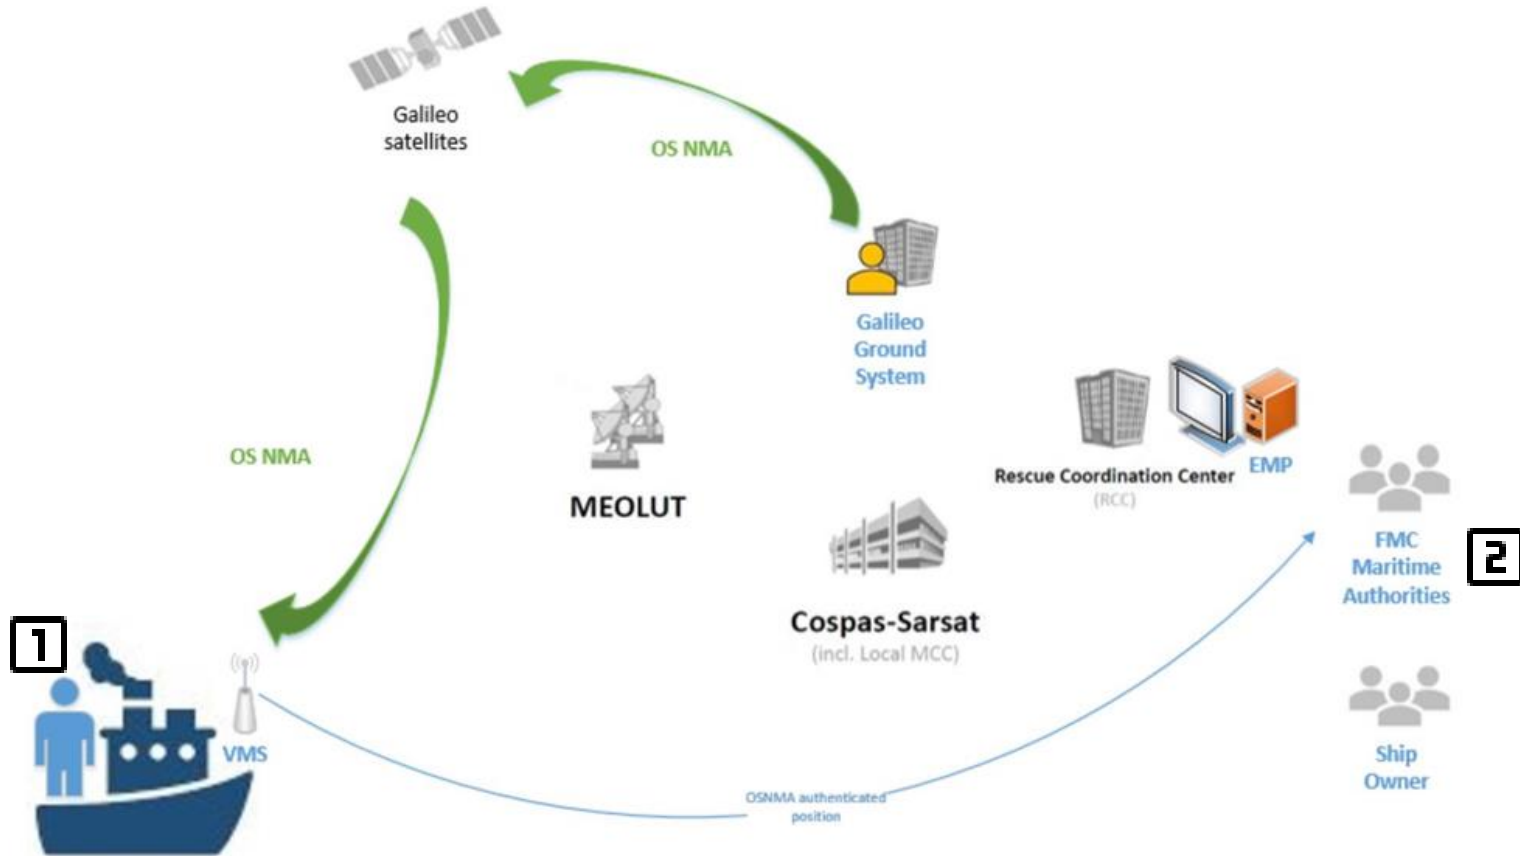 Galileo
satellites
OS NMA
Galileo
Ground
System
OS NMA
MEOLUT
Rescue Coordination Center
(RCC)
EMP
FMC
Maritime
Authorities
2
Cospas-Sarsat
(incl. Local MCC)
1
VMS
Ship
Owner
OSNMA authenticated
position